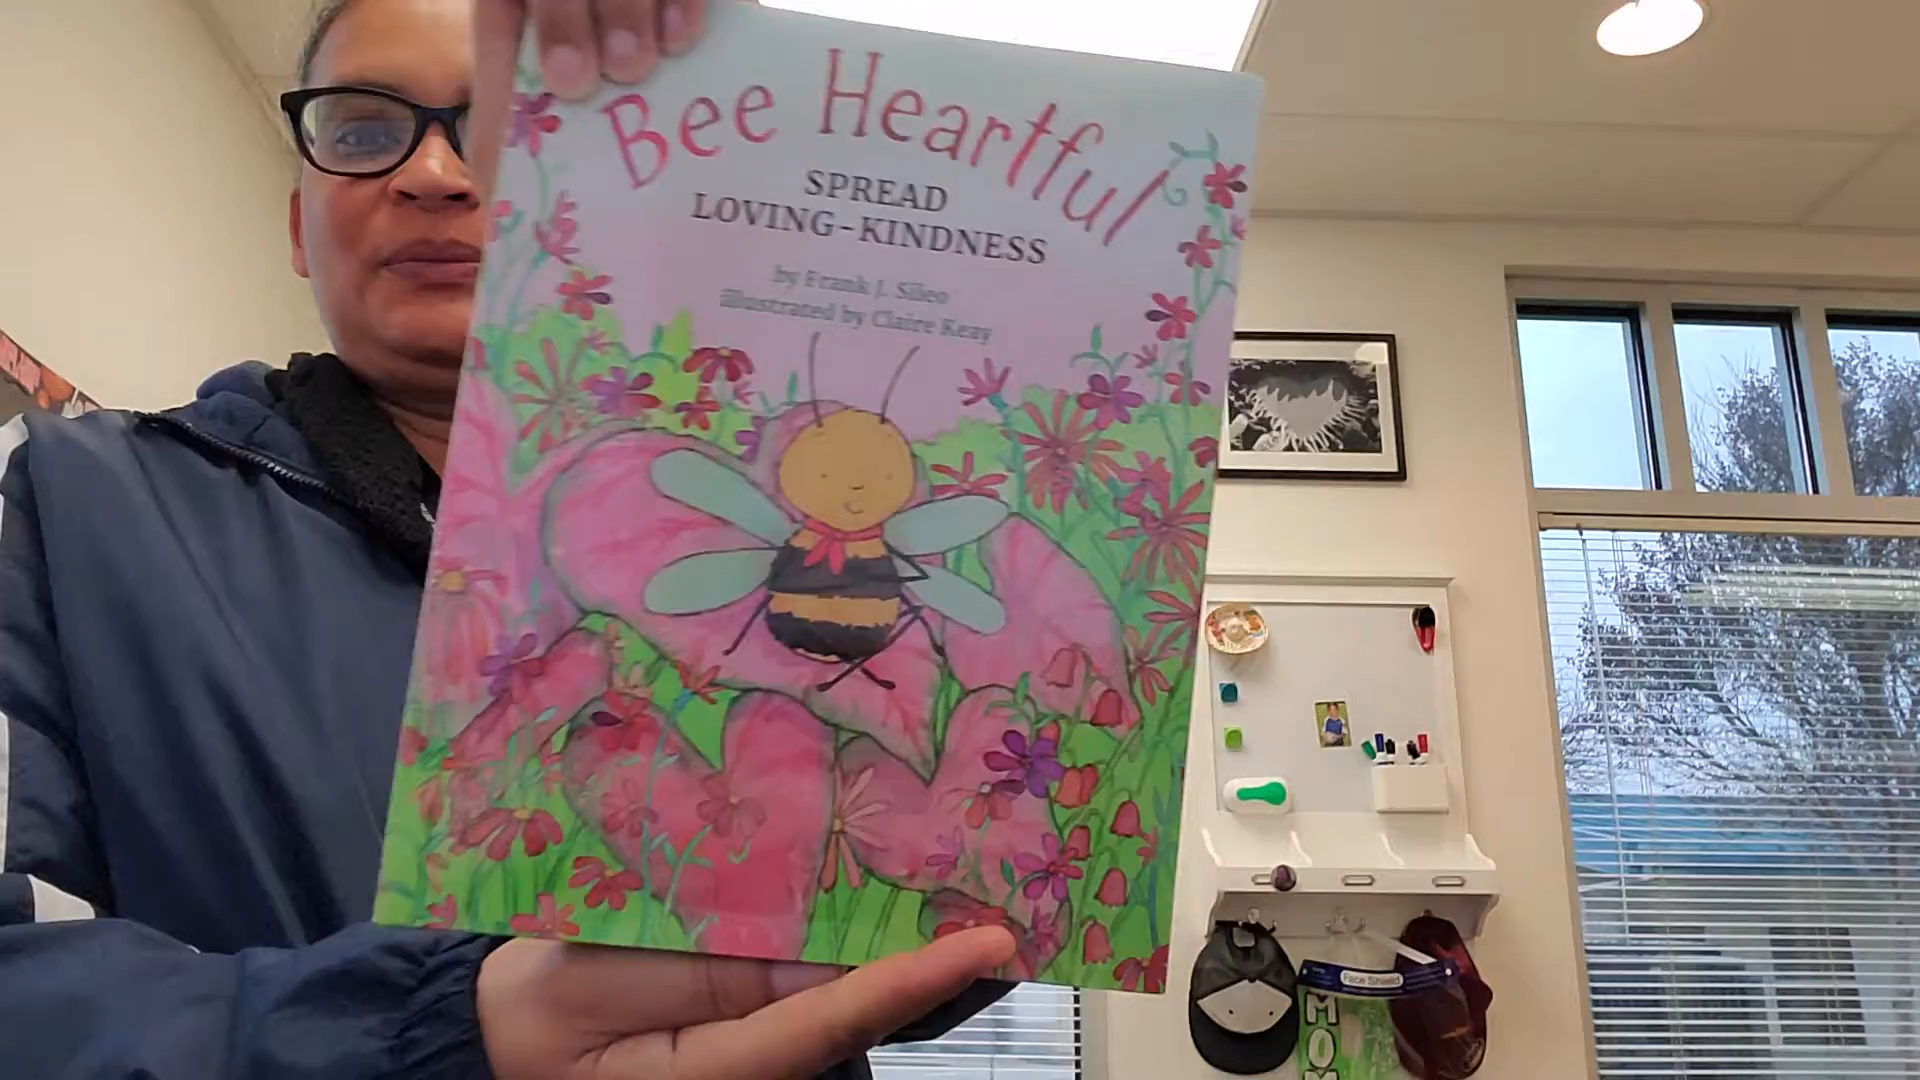 Bee Heartful
SPREAD
LOVING-KINDNESS
by Frank J. Sileo
illustrated by Claire Keay
Face Shield
MOM